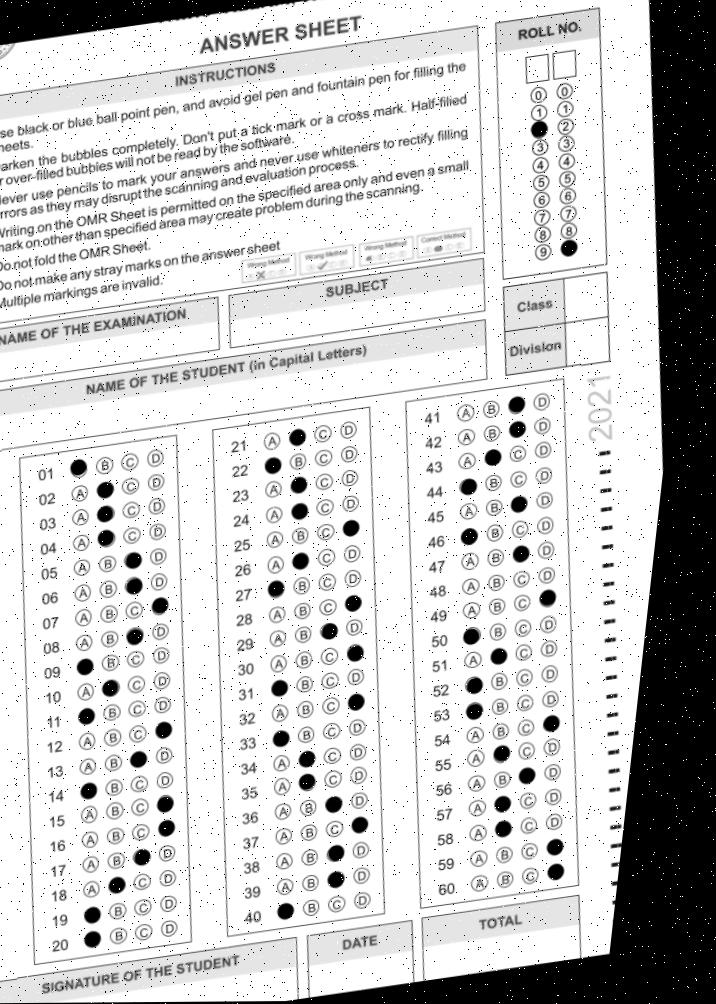 ANSWER SHEET
INSTRUCTIONS
se black or blue ball point pen, and avoid gel pen and fountain pen for filling the
heets.
arken the bubbles completely. Don't put a tick mark or a cross mark. Half-filled
r over-filled bubbles will not be read by the software.
lever use pencils to mark your answers and never use whiteners to rectify filling
rrors as they may disrupt the scanning and evaluation process.
Writing on the OMR Sheet is permitted on the specified area only and even a small
mark on other than specified area may create problem during the scanning.
Do not fold the OMR Sheet.
Do not make any stray marks on the answer sheet
Multiple markings are invalid.
Wrong Method Wrong Method Wrong Method Correct Method
ROLL NO.
0 0
1 1
2
3 3
4 4
5 5
6 6
7 7
8 8
9
NAME OF THE EXAMINATION
SUBJECT
Class
Division
NAME OF THE STUDENT (in Capital Letters)
2021
01 B C D
02 A C D
03 A C D
04 A C D
05 A B D
06 A B D
07 A B C
08 A B D
09 B C D
10 A C D
11 B C D
12 A B C
13 A B D
14 B C D
15 A B C
16 A B C
17 A B D
18 A C D
19 B C D
20 B C D
21 A C D
22 B C D
23 A C D
24 A C D
25 A B C
26 A C D
27 B C D
28 A B C
29 A B D
30 A B C
31 B C D
32 A B C
33 B C D
34 A C D
35 A C D
36 A B D
37 A B C
38 A B D
39 A B D
40 B C D
41 A B D
42 A B D
43 A C D
44 B C D
45 A B D
46 B C D
47 A B D
48 A B C D
49 A B C
50 B C D
51 A C D
52 B C D
53 B C D
54 A B C
55 A C D
56 A B D
57 A C D
58 A C D
59 A B C
60 A B C
SIGNATURE OF THE STUDENT
DATE
TOTAL